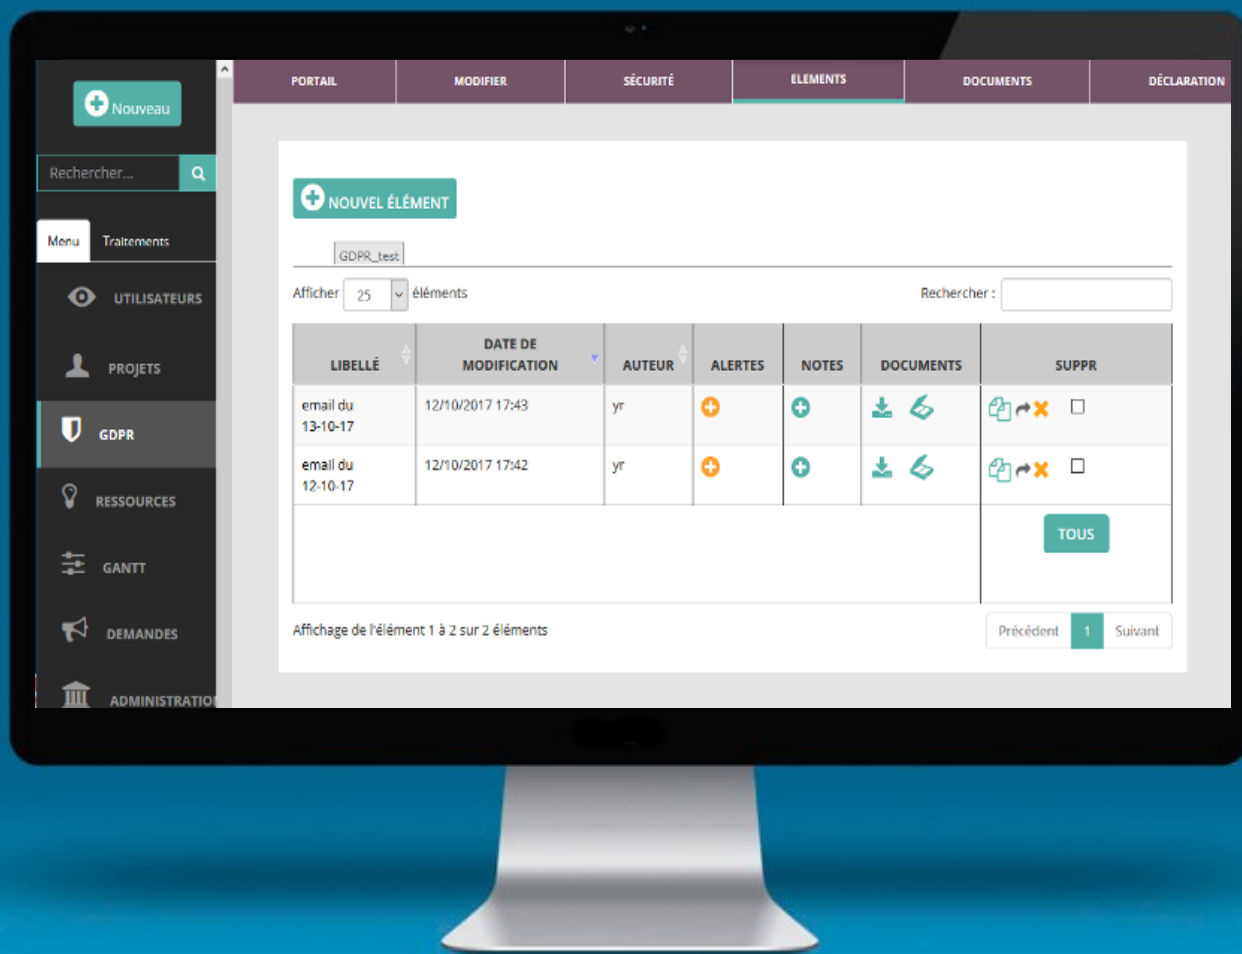 Nouveau
Rechercher...
Menu Traitements
UTILISATEURS
PROJETS
GDPR
RESSOURCES
GANTT
DEMANDES
ADMINISTRATION
PORTAIL MODIFIER SÉCURITÉ ELEMENTS DOCUMENTS DÉCLARATION
NOUVEL ÉLÉMENT
GDPR_test
Afficher 25 éléments Rechercher :
LIBELLÉ DATE DE MODIFICATION AUTEUR ALERTES NOTES DOCUMENTS SUPPR
email du 12/10/2017 17:43 yr
13-10-17
email du 12/10/2017 17:42 yr
12-10-17
TOUS
Affichage de l'élément 1 à 2 sur 2 éléments Précédent 1 Suivant